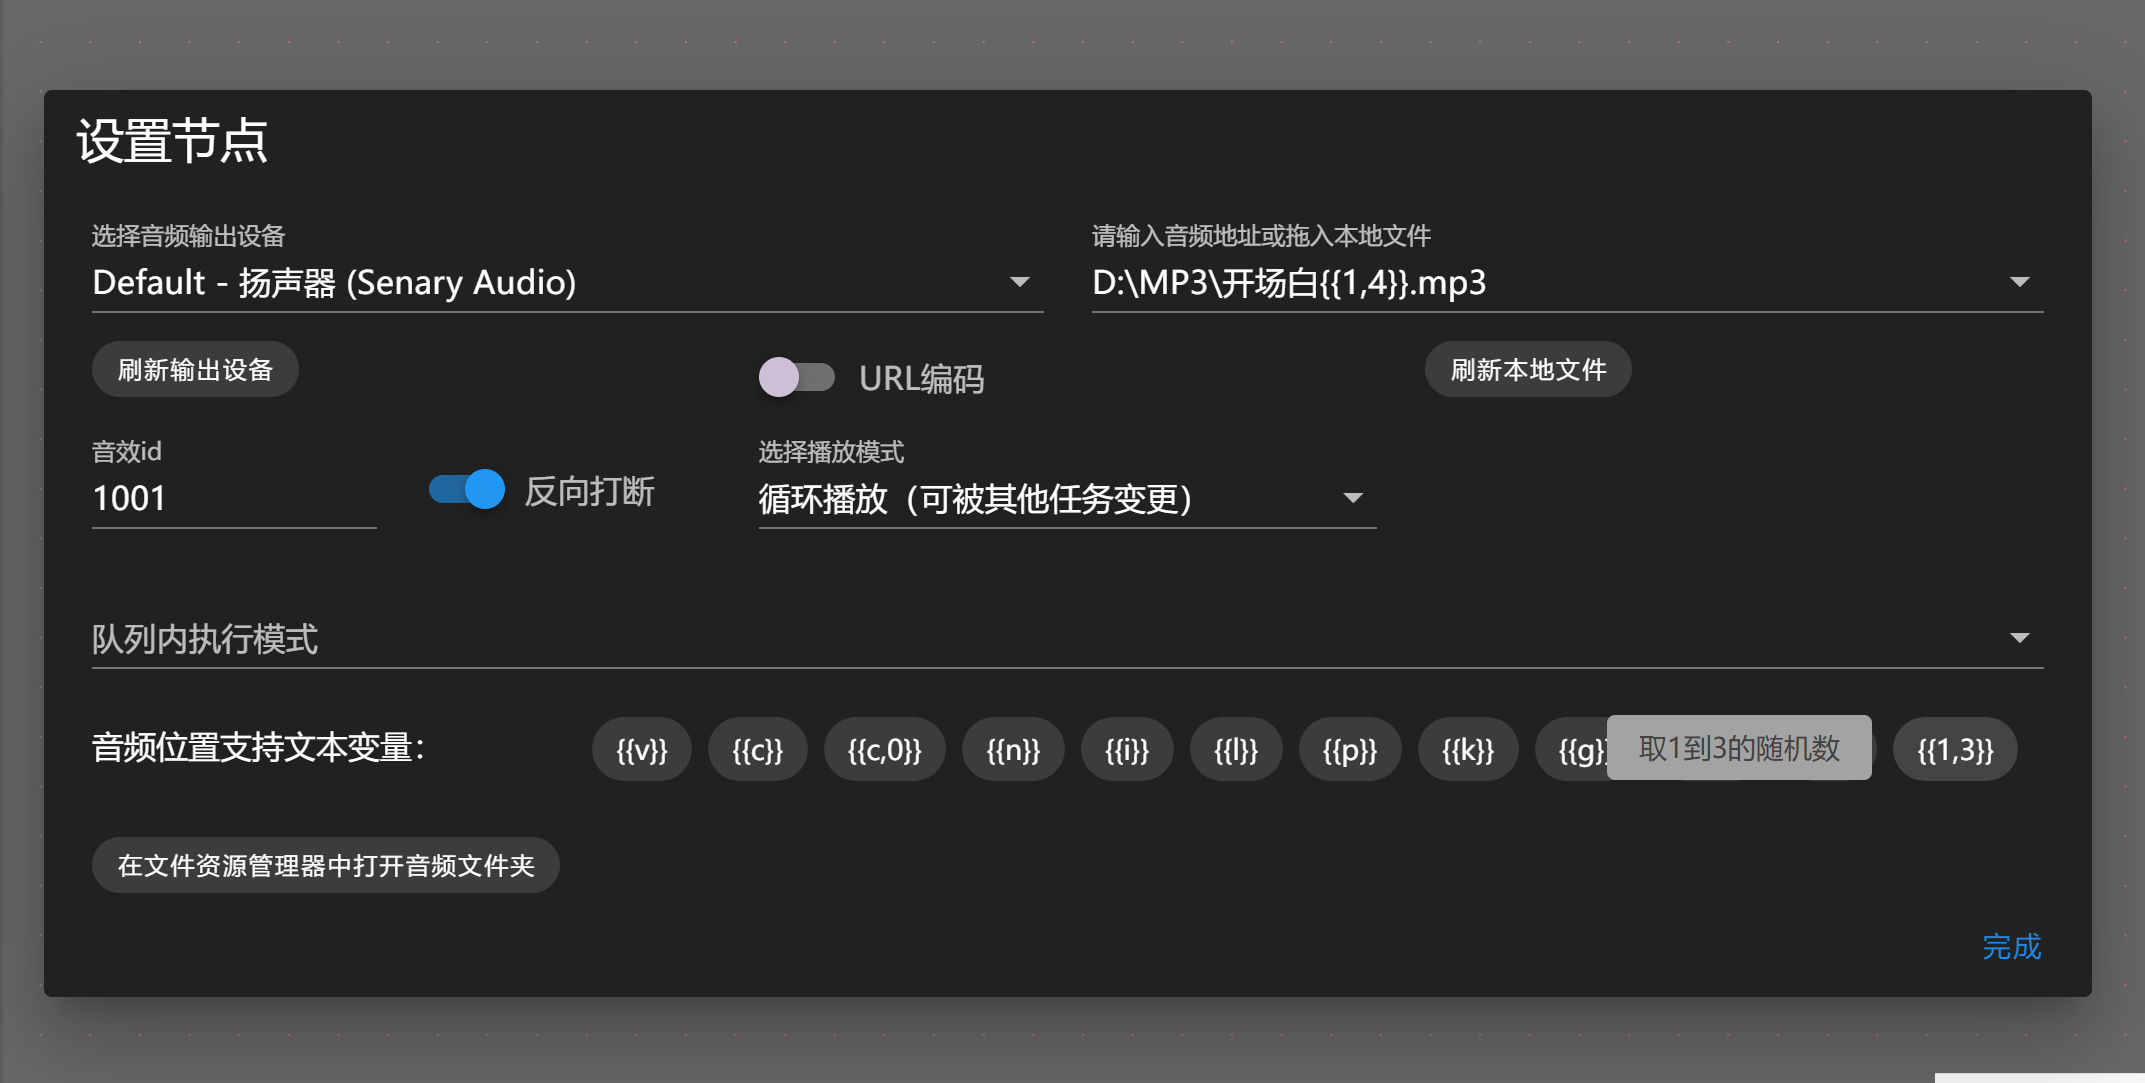 设置节点
选择音频输出设备
Default - 扬声器 (Senary Audio)
请输入音频地址或拖入本地文件
D:\MP3\开场白{{1,4}}.mp3
刷新输出设备
URL编码
刷新本地文件
音效id
1001
反向打断
选择播放模式
循环播放（可被其他任务变更）
队列内执行模式
音频位置支持文本变量：
{{v}}
{{c}}
{{c,0}}
{{n}}
{{i}}
{{l}}
{{p}}
{{k}}
{{g}
取1到3的随机数
{{1,3}}
在文件资源管理器中打开音频文件夹
完成